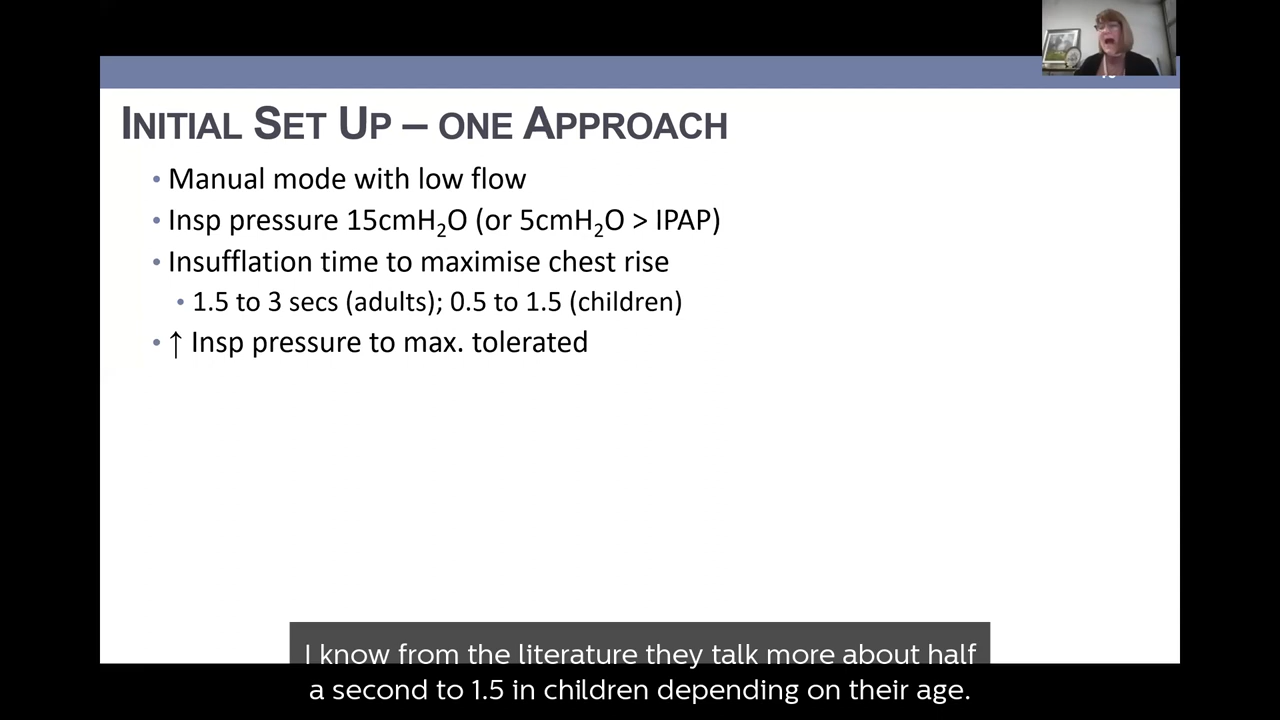 INITIAL SET UP – ONE APPROACH
• Manual mode with low flow
• Insp pressure 15cmH₂O (or 5cmH₂O > IPAP)
• Insufflation time to maximise chest rise
• 1.5 to 3 secs (adults); 0.5 to 1.5 (children)
• ↑ Insp pressure to max. tolerated
I know from the literature they talk more about half
a second to 1.5 in children depending on their age.